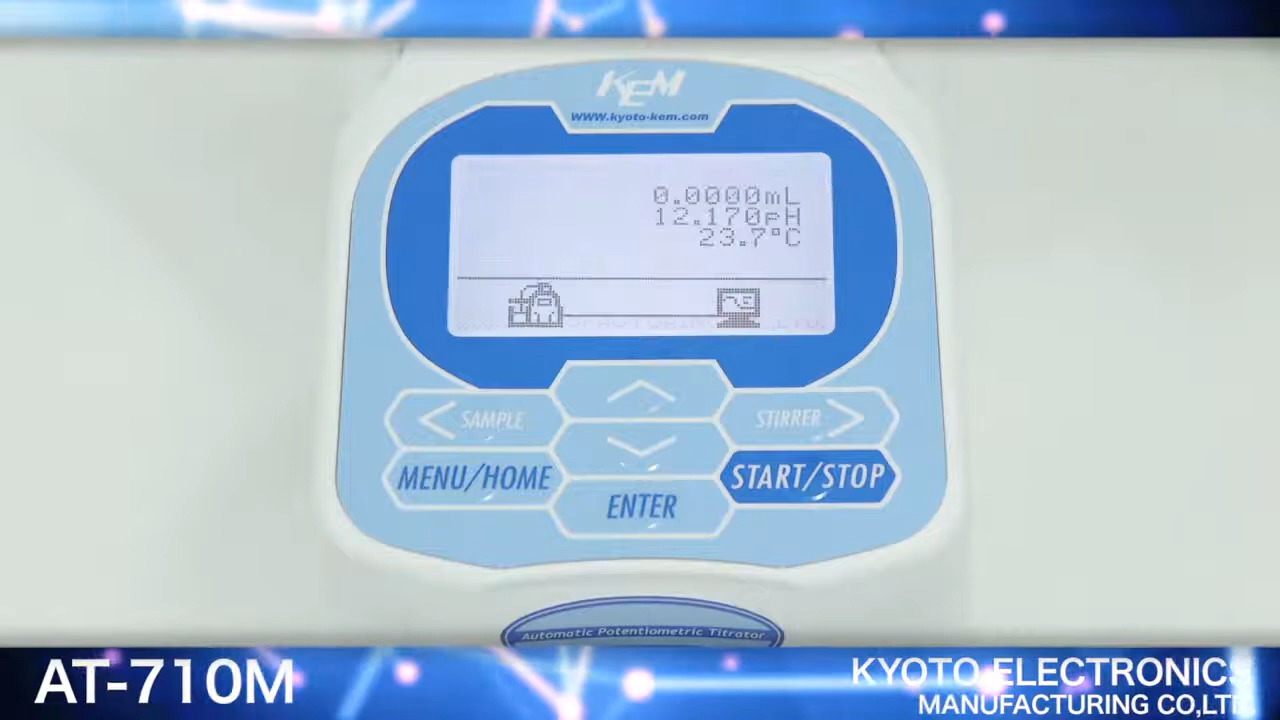 KEM
www.kyoto-kem.com
0.0000mL
12.170pH
23.7°C
< SAMPLE
STIRRER >
MENU/HOME
START/STOP
ENTER
Automatic Potentiometric Titrator
AT-710M
KYOTO ELECTRONICS
MANUFACTURING CO,LTD